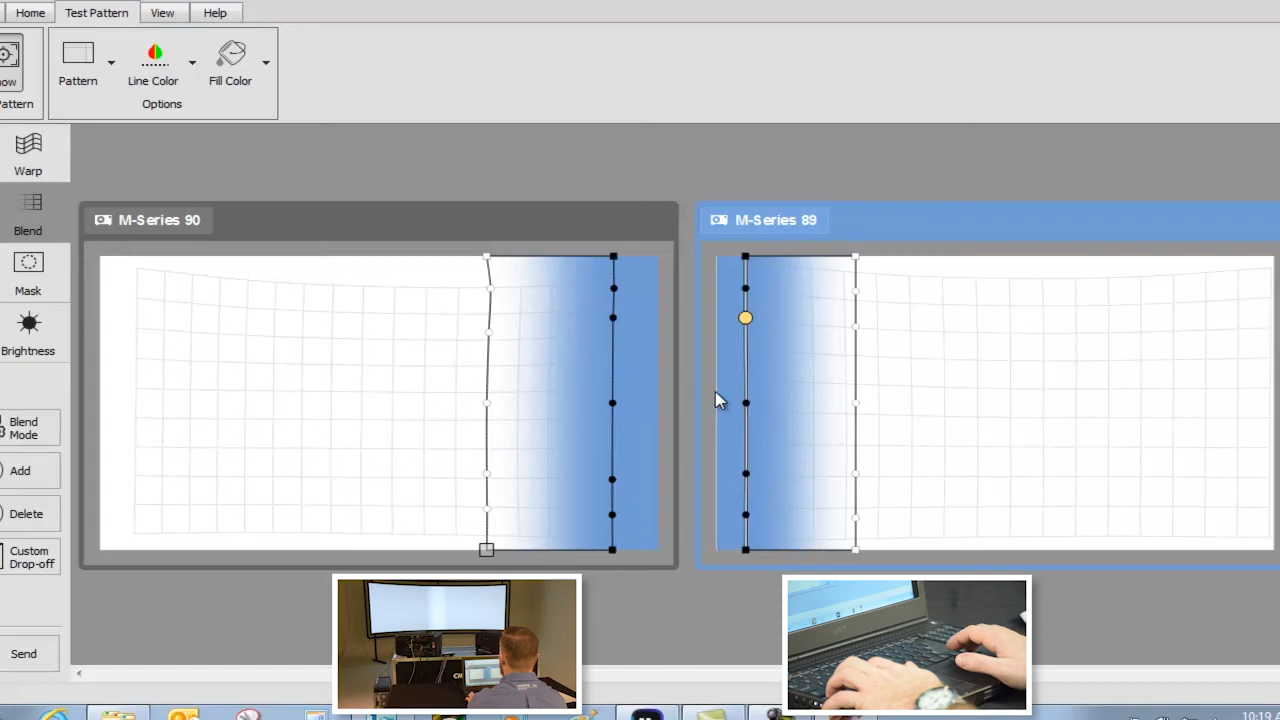 Home Test Pattern View Help
Pattern Line Color Fill Color
Options
Warp
Blend
Mask
Brightness
Blend
Mode
Add
Delete
Custom
Drop-off
Send
M-Series 90
M-Series 89
10:19